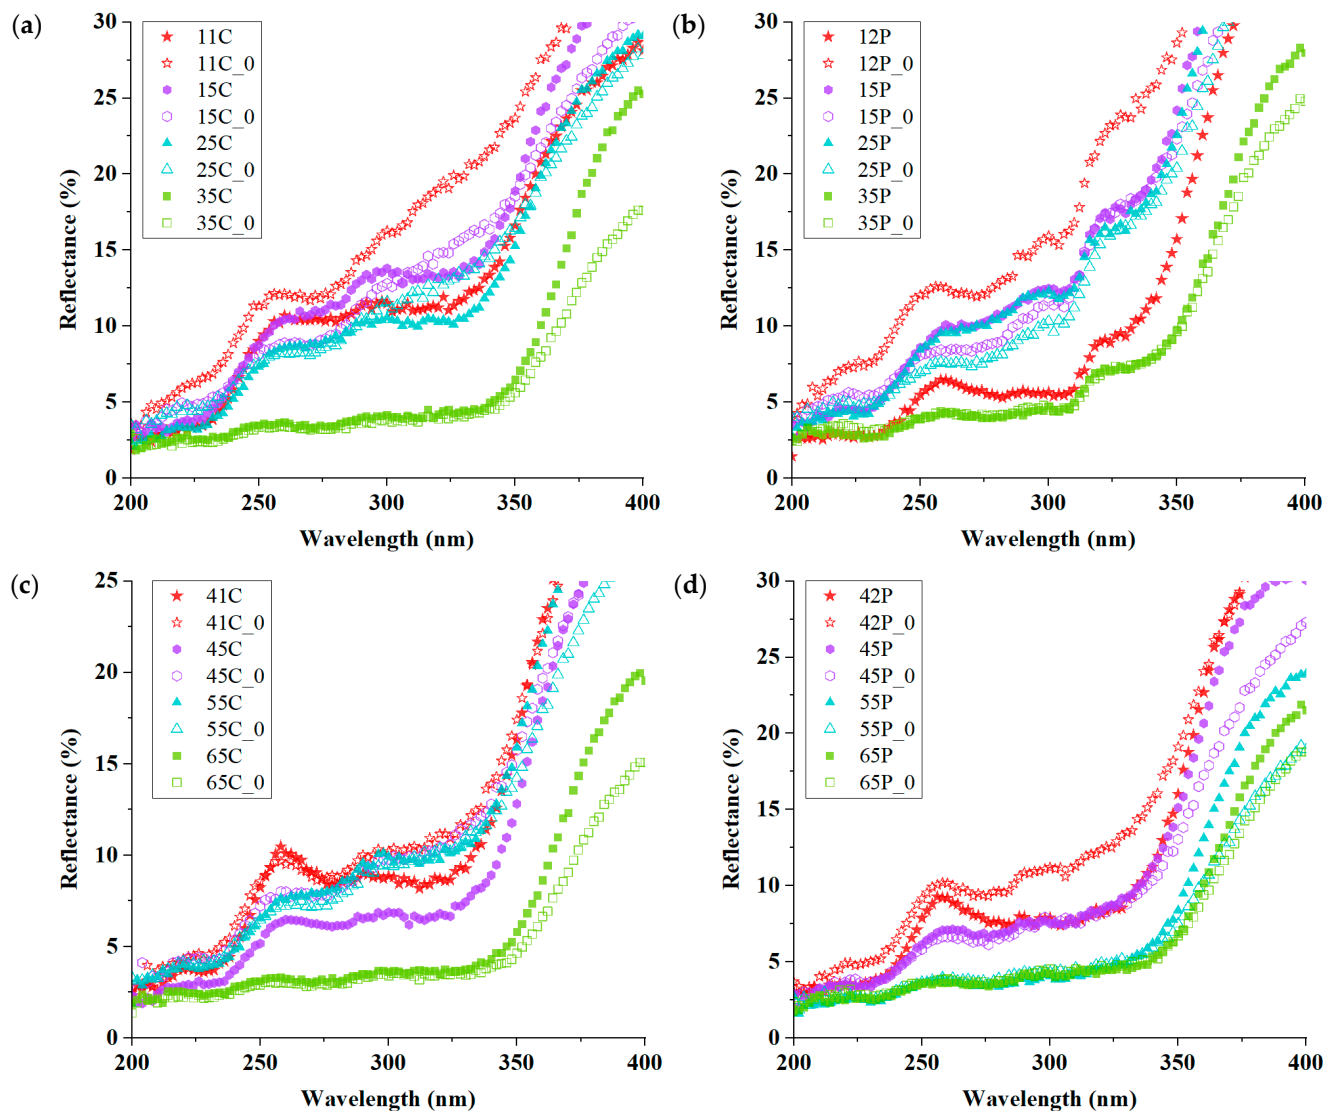 (a)
30
25
20
15
10
5
0
Reflectance (%)
11C
11C_0
15C
15C_0
25C
25C_0
35C
35C_0
200
250
300
350
400
Wavelength (nm)
(b)
30
25
20
15
10
5
0
Reflectance (%)
12P
12P_0
15P
15P_0
25P
25P_0
35P
35P_0
200
250
300
350
400
Wavelength (nm)
(c)
25
20
15
10
5
0
Reflectance (%)
41C
41C_0
45C
45C_0
55C
55C_0
65C
65C_0
200
250
300
350
400
Wavelength (nm)
(d)
30
25
20
15
10
5
0
Reflectance (%)
42P
42P_0
45P
45P_0
55P
55P_0
65P
65P_0
200
250
300
350
400
Wavelength (nm)